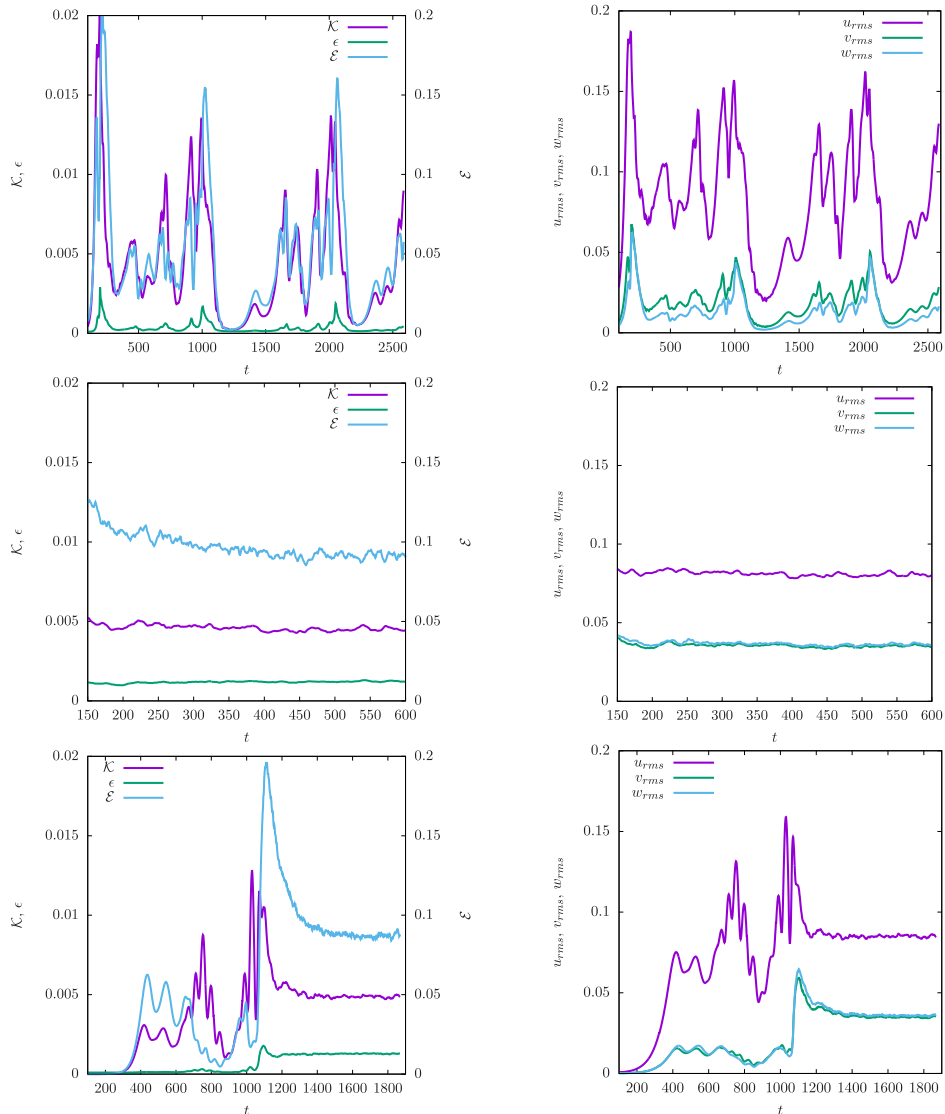 0.02 0.2 0.2
𝒦 u_rms
ϵ v_rms
ℰ w_rms
0.015 0.15 0.15
𝒦, ϵ 0.01 0.1 ℰ u_rms, v_rms, w_rms 0.1
0.005 0.05 0.05
0 0 0
500 1000 1500 2000 2500 500 1000 1500 2000 2500
t t
0.02 0.2 0.2
𝒦 u_rms
ϵ v_rms
ℰ w_rms
0.015 0.15 0.15
𝒦, ϵ 0.01 0.1 ℰ u_rms, v_rms, w_rms 0.1
0.005 0.05 0.05
0 0 0
150 200 250 300 350 400 450 500 550 600 150 200 250 300 350 400 450 500 550 600
t t
0.02 0.2 0.2
𝒦 u_rms
ϵ v_rms
ℰ w_rms
0.015 0.15 0.15
𝒦, ϵ 0.01 0.1 ℰ u_rms, v_rms, w_rms 0.1
0.005 0.05 0.05
0 0 0
200 400 600 800 1000 1200 1400 1600 1800 200 400 600 800 1000 1200 1400 1600 1800
t t